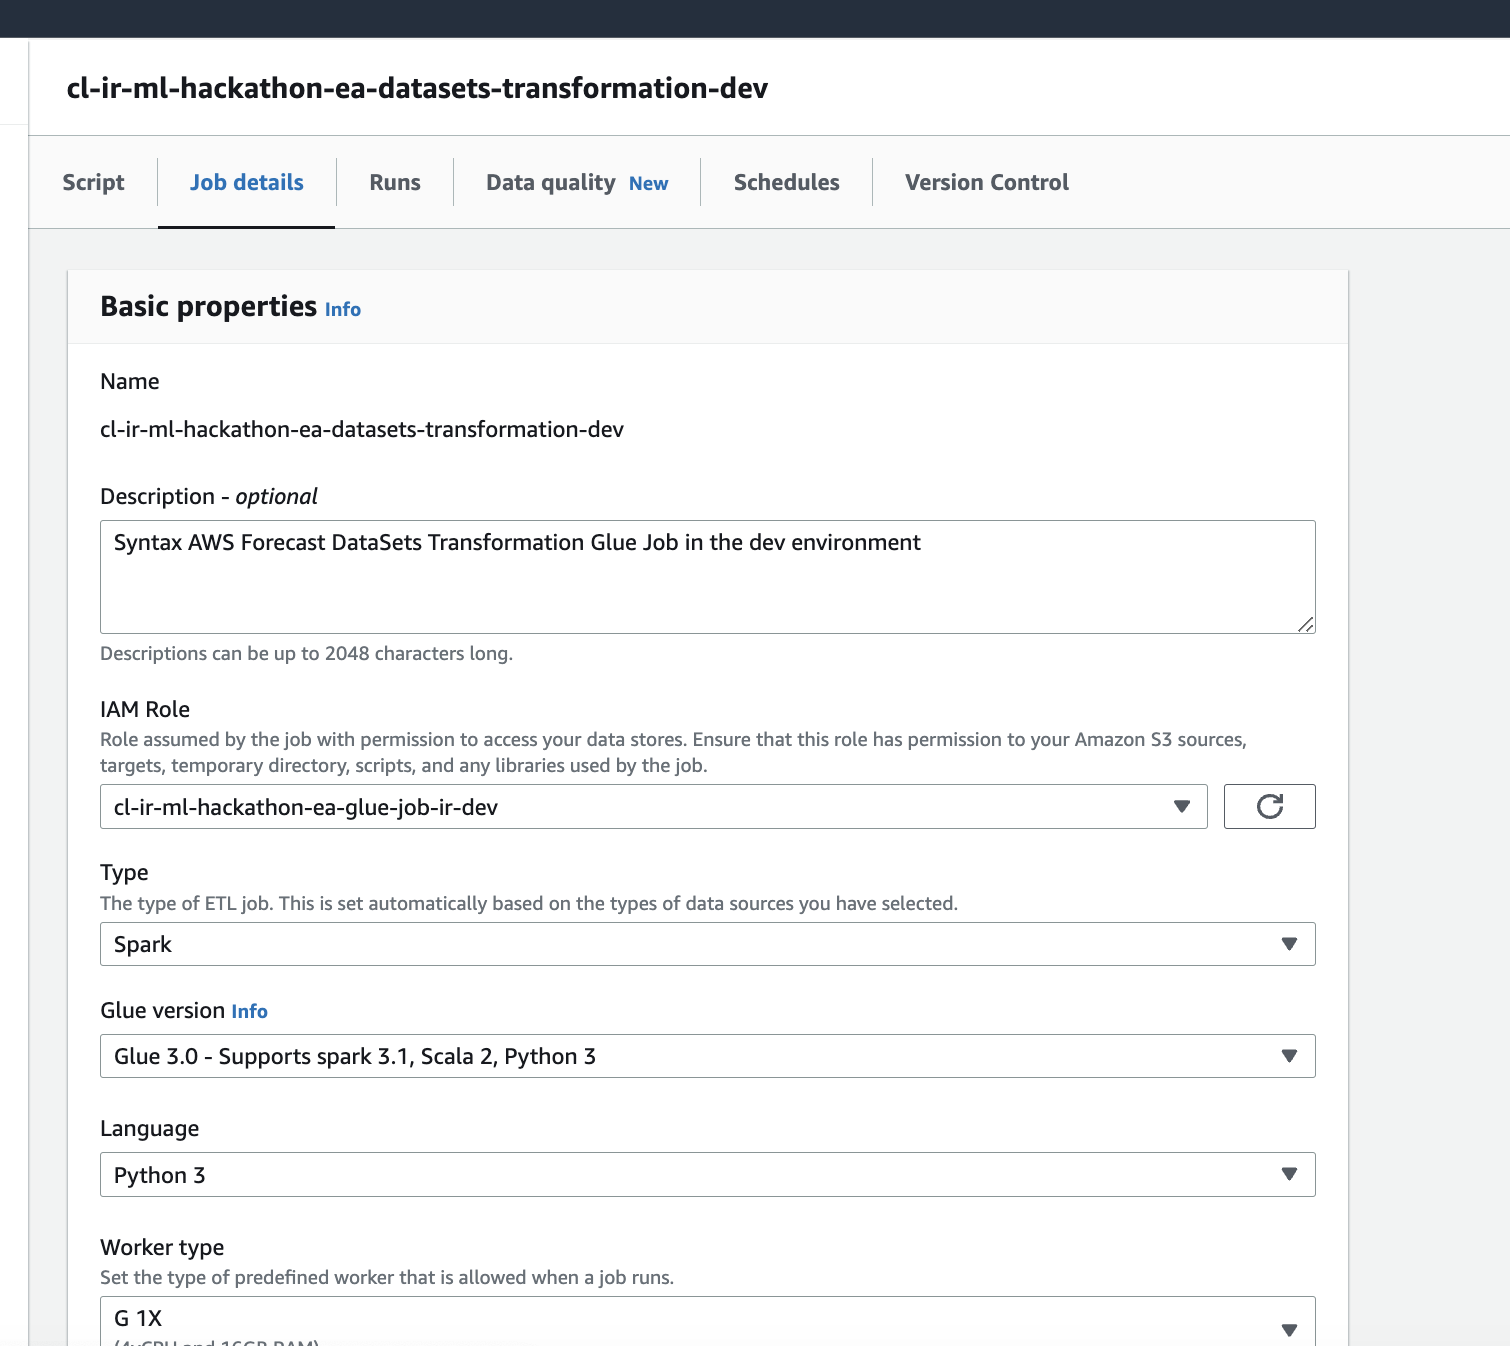 cl-ir-ml-hackathon-ea-datasets-transformation-dev
Script Job details Runs Data quality New Schedules Version Control
Basic properties Info
Name
cl-ir-ml-hackathon-ea-datasets-transformation-dev
Description - optional
Syntax AWS Forecast DataSets Transformation Glue Job in the dev environment
Descriptions can be up to 2048 characters long.
IAM Role
Role assumed by the job with permission to access your data stores. Ensure that this role has permission to your Amazon S3 sources,
targets, temporary directory, scripts, and any libraries used by the job.
cl-ir-ml-hackathon-ea-glue-job-ir-dev
Type
The type of ETL job. This is set automatically based on the types of data sources you have selected.
Spark
Glue version Info
Glue 3.0 - Supports spark 3.1, Scala 2, Python 3
Language
Python 3
Worker type
Set the type of predefined worker that is allowed when a job runs.
G 1X
(4vCPU and 16GB RAM)